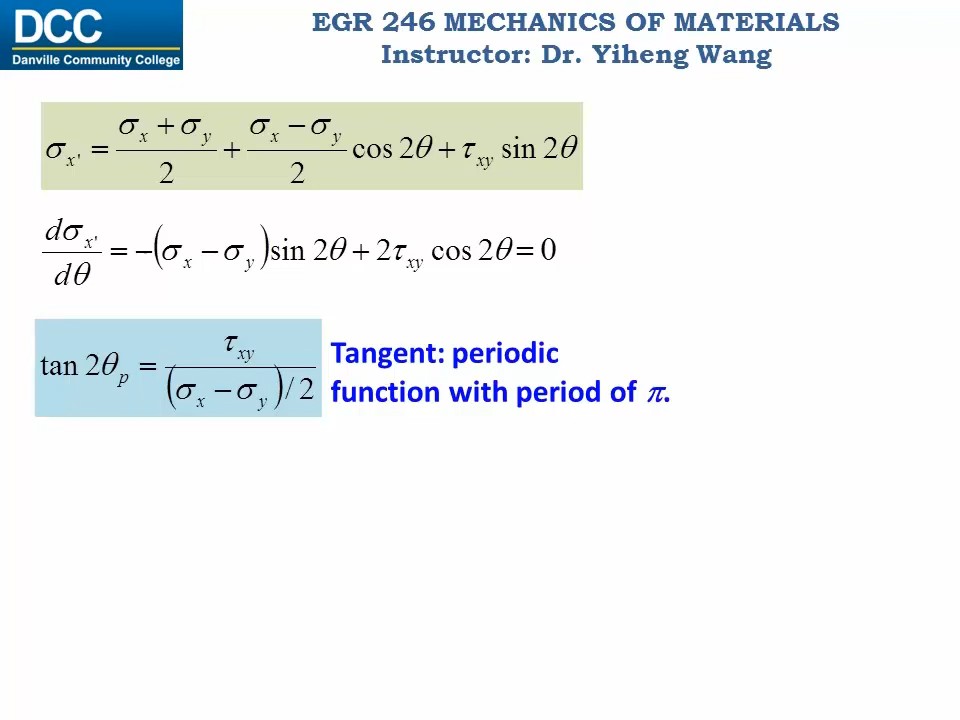 DCC
Danville Community College
EGR 246 MECHANICS OF MATERIALS
Instructor: Dr. Yiheng Wang
σ_x' = (σ_x + σ_y)/2 + (σ_x − σ_y)/2 cos 2θ + τ_xy sin 2θ
dσ_x'/dθ = −(σ_x − σ_y) sin 2θ + 2τ_xy cos 2θ = 0
tan 2θ_p = τ_xy / ((σ_x − σ_y)/2)
Tangent: periodic
function with period of π.